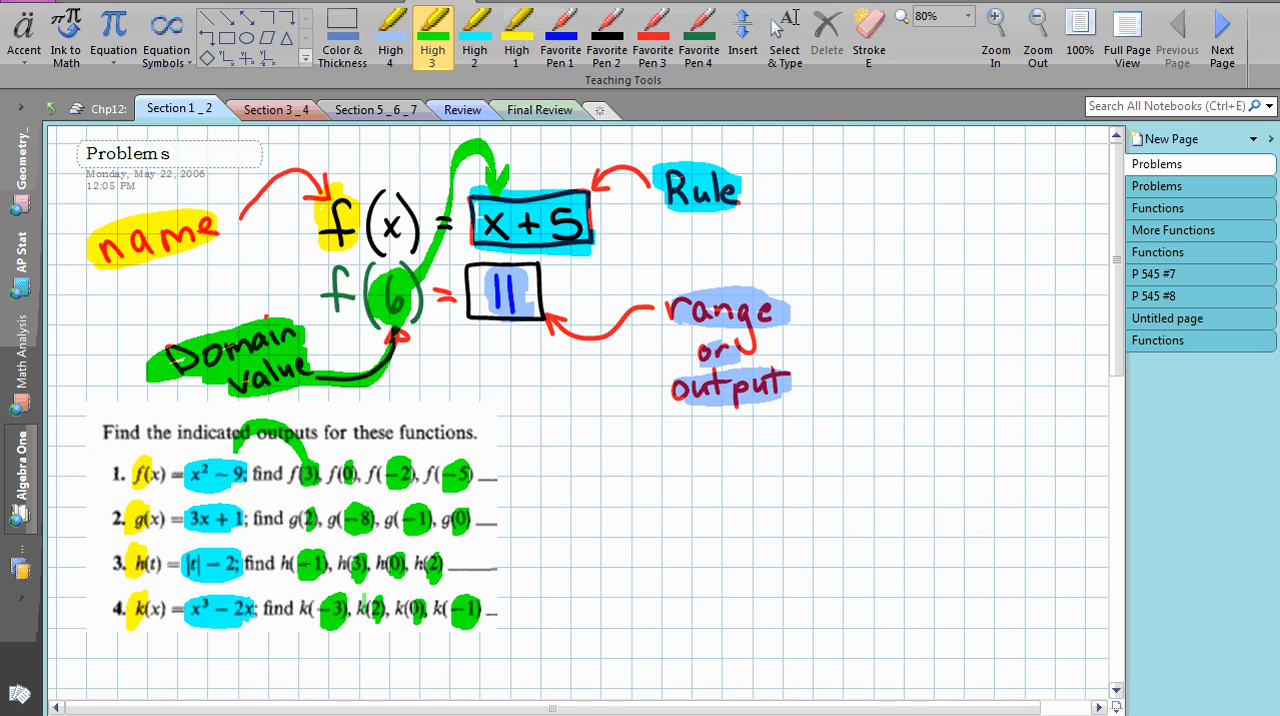 Accent
Ink to Math
Equation
Equation Symbols
Color & Thickness
High 4
High 3
High 2
High 1
Favorite Pen 1
Favorite Pen 2
Favorite Pen 3
Favorite Pen 4
Insert
Select & Type
Delete
Stroke E
80%
Zoom In
Zoom Out
100%
Full Page View
Previous Page
Next Page
Teaching Tools
Chp12:
Section 1 _ 2
Section 3 _ 4
Section 5 _ 6 _ 7
Review
Final Review
Search All Notebooks (Ctrl+E)
Geometry
AP Stat
Math Analysis
Algebra One
Problems
Monday, May 22, 2006
12:05 PM
name
f(x) = x + 5
Rule
f(6) = 11
range
or
output
Domain
value
Find the indicated outputs for these functions.
1. f(x) = x² − 9; find f(3), f(0), f(−2), f(−5) __
2. g(x) = 3x + 1; find g(2), g(−8), g(−1), g(0) __
3. h(t) = |t| − 2; find h(−1), h(3), h(0), h(2) ____
4. k(x) = x³ − 2x; find k(−3), k(2), k(0), k(−1) _
New Page
Problems
Problems
Functions
More Functions
Functions
P 545 #7
P 545 #8
Untitled page
Functions